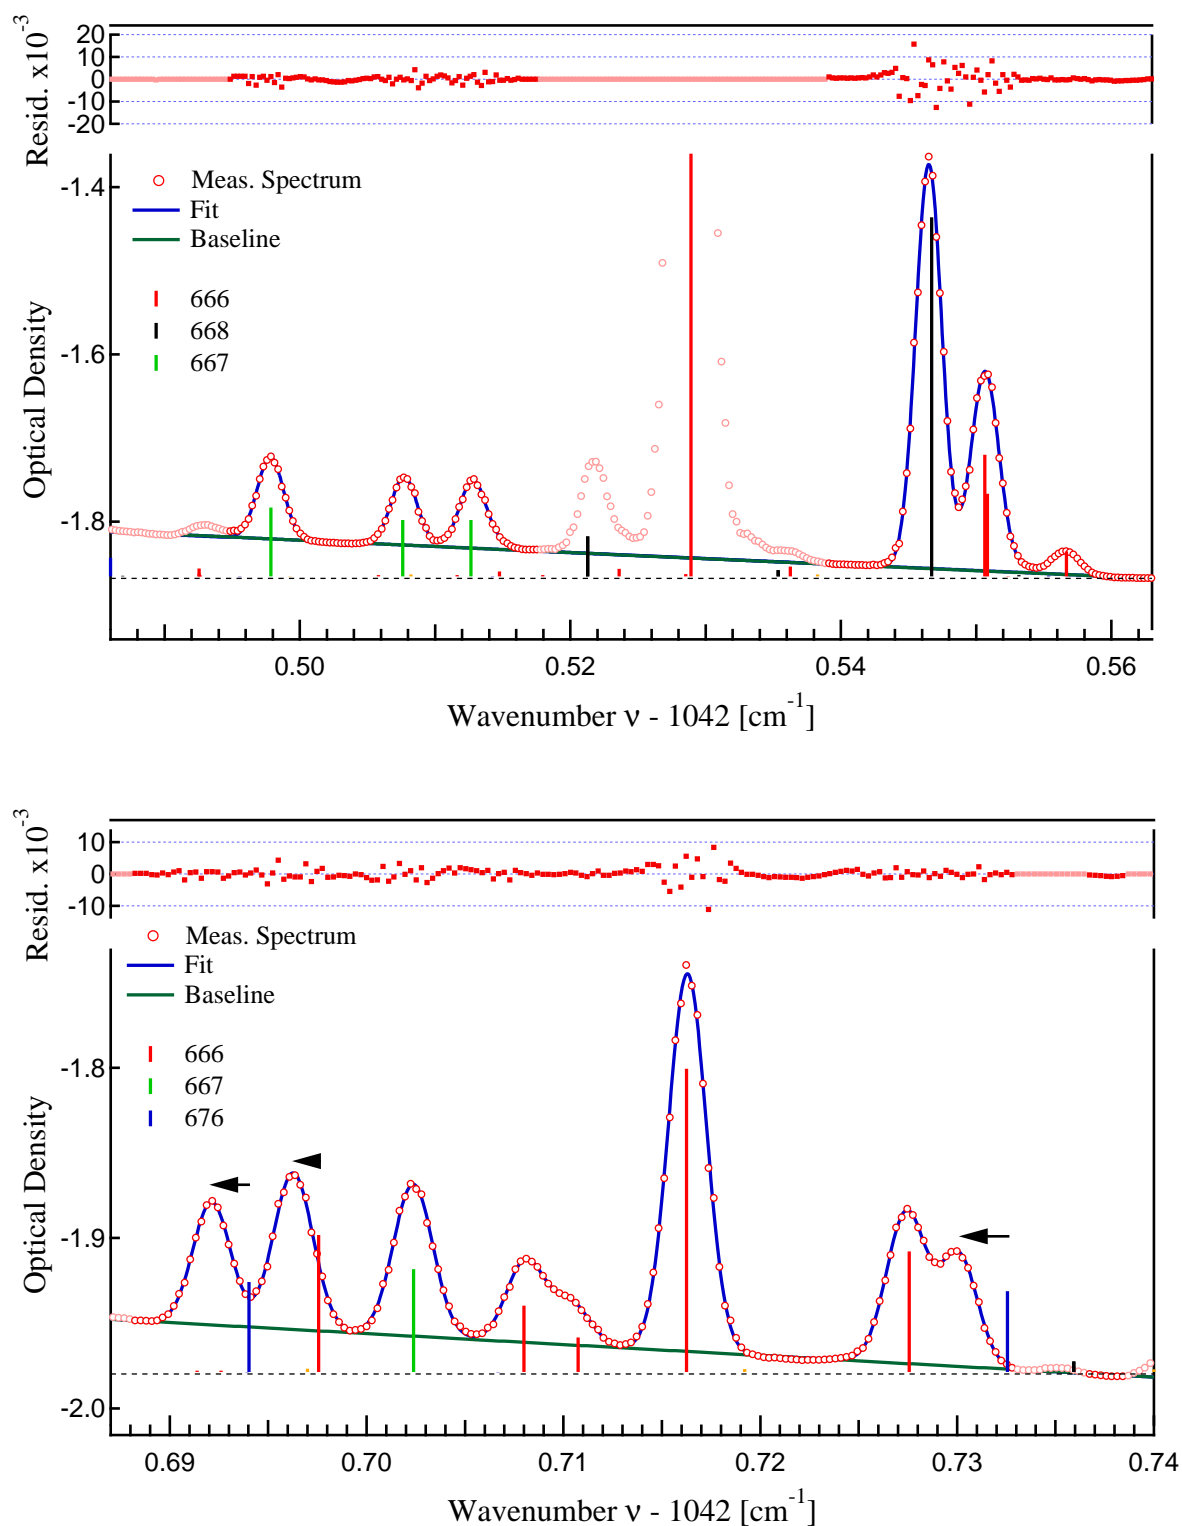 Resid. x10-3
20
10
0
-10
-20
Meas. Spectrum
Fit
Baseline
666
668
667
Optical Density
-1.4
-1.6
-1.8
0.50 0.52 0.54 0.56
Wavenumber ν - 1042 [cm-1]
Resid. x10-3
10
0
-10
Meas. Spectrum
Fit
Baseline
666
667
676
Optical Density
-1.8
-1.9
-2.0
0.69 0.70 0.71 0.72 0.73 0.74
Wavenumber ν - 1042 [cm-1]